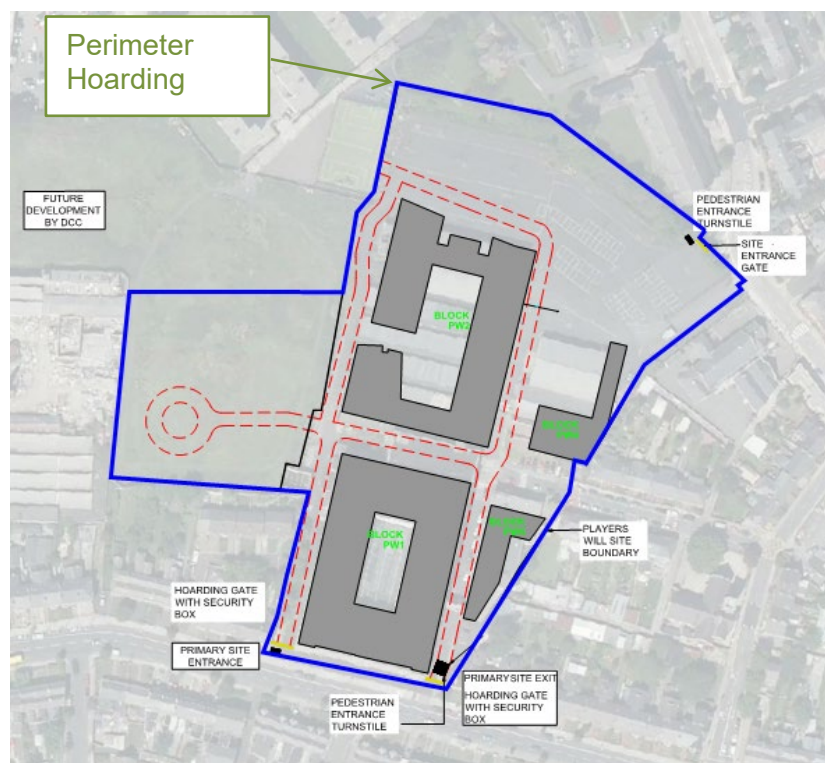 Perimeter
Hoarding
FUTURE
DEVELOPMENT
BY DCC
PEDESTRIAN
ENTRANCE
TURNSTILE
SITE
ENTRANCE
GATE
BLOCK
PW2
BLOCK
BLOCK
BLOCK
PW1
PLAYERS
WILL SITE
BOUNDARY
HOARDING GATE
WITH SECURITY
BOX
PRIMARY SITE
ENTRANCE
PEDESTRIAN
ENTRANCE
TURNSTILE
PRIMARY SITE EXIT
HOARDING GATE
WITH SECURITY
BOX